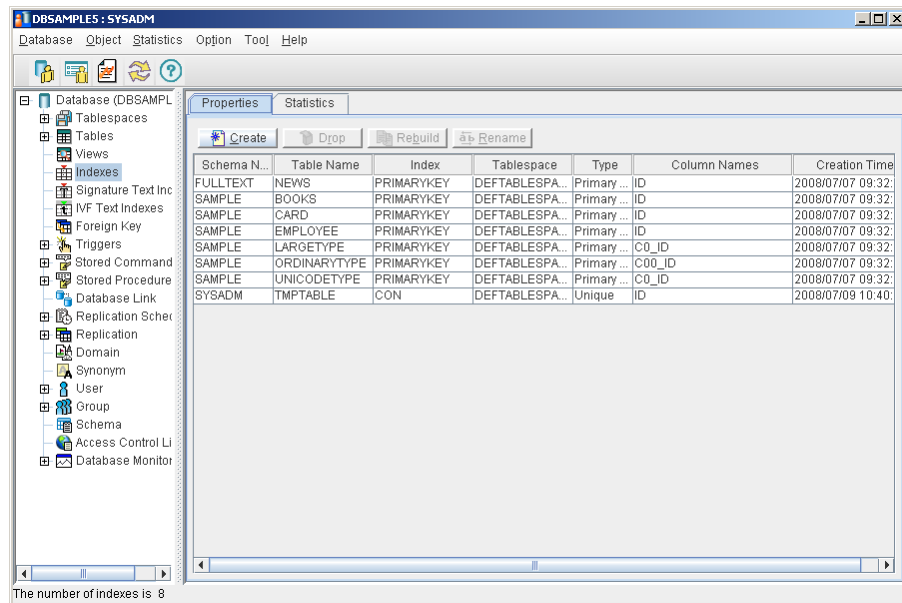 DBSAMPLE5 : SYSADM
Database Object Statistics Option Tool Help
Database (DBSAMPL
Tablespaces
Tables
Views
Indexes
Signature Text Inc
IVF Text Indexes
Foreign Key
Triggers
Stored Command
Stored Procedure
Database Link
Replication Sched
Replication
Domain
Synonym
User
Group
Schema
Access Control Li
Database Monitor
Properties Statistics
Create Drop Rebuild Rename
Schema N... Table Name Index Tablespace Type Column Names Creation Time
FULLTEXT NEWS PRIMARYKEY DEFTABLESPA... Primary ... ID 2008/07/07 09:32:
SAMPLE BOOKS PRIMARYKEY DEFTABLESPA... Primary ... ID 2008/07/07 09:32:
SAMPLE CARD PRIMARYKEY DEFTABLESPA... Primary ... ID 2008/07/07 09:32:
SAMPLE EMPLOYEE PRIMARYKEY DEFTABLESPA... Primary ... ID 2008/07/07 09:32:
SAMPLE LARGETYPE PRIMARYKEY DEFTABLESPA... Primary ... C0_ID 2008/07/07 09:32:
SAMPLE ORDINARYTYPE PRIMARYKEY DEFTABLESPA... Primary ... C00_ID 2008/07/07 09:32:
SAMPLE UNICODETYPE PRIMARYKEY DEFTABLESPA... Primary ... C0_ID 2008/07/07 09:32:
SYSADM TMPTABLE CON DEFTABLESPA... Unique ID 2008/07/09 10:40:
The number of indexes is 8